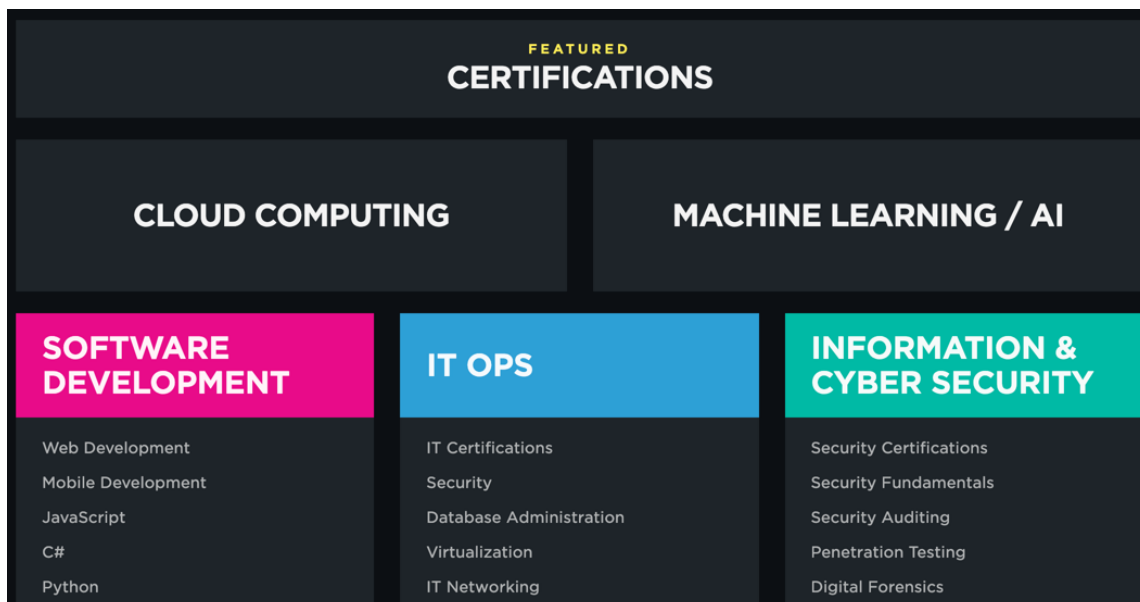 FEATURED
CERTIFICATIONS
CLOUD COMPUTING
MACHINE LEARNING / AI
SOFTWARE
DEVELOPMENT
Web Development
Mobile Development
JavaScript
C#
Python
IT OPS
IT Certifications
Security
Database Administration
Virtualization
IT Networking
INFORMATION &
CYBER SECURITY
Security Certifications
Security Fundamentals
Security Auditing
Penetration Testing
Digital Forensics